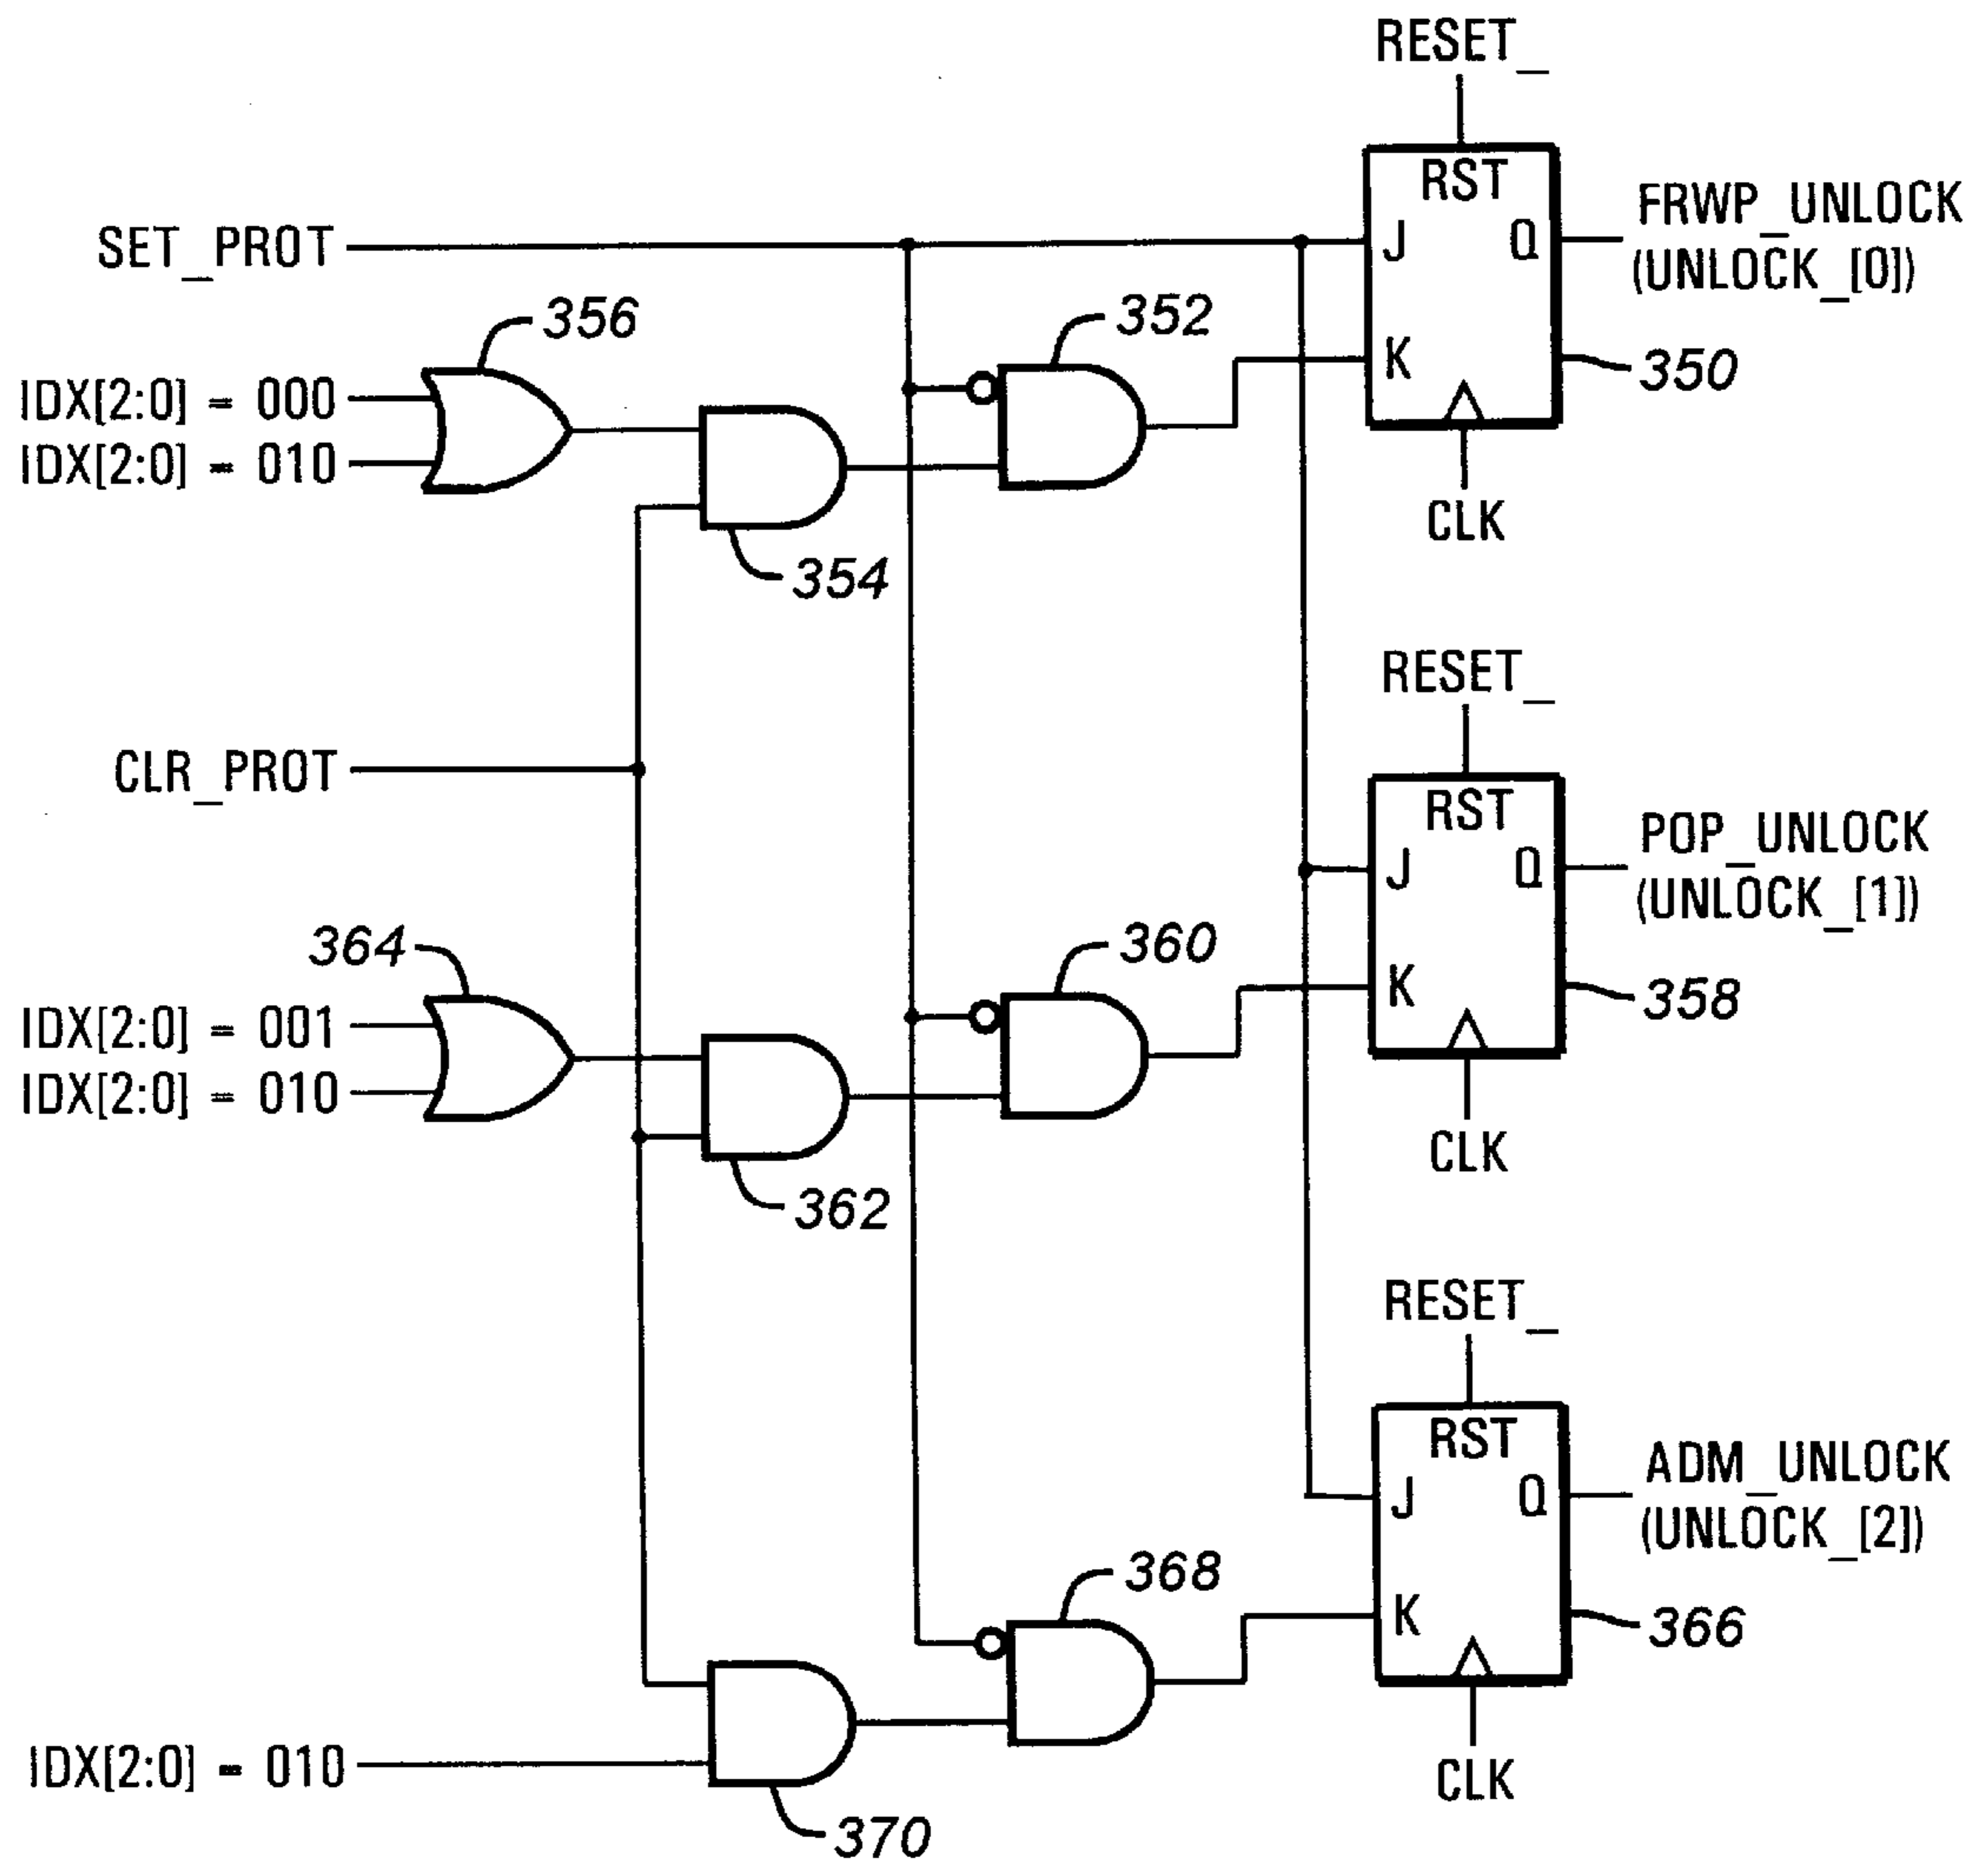 RESET_
RST
SET_PROT
J
Q
FRWP_UNLOCK
(UNLOCK_[0])
356
352
IDX[2:0] = 000
IDX[2:0] = 010
K
350
354
CLK
RESET_
CLR_PROT
RST
J
Q
POP_UNLOCK
(UNLOCK_[1])
364
360
IDX[2:0] = 001
IDX[2:0] = 010
K
358
362
CLK
RESET_
RST
J
Q
ADM_UNLOCK
(UNLOCK_[2])
368
K
366
IDX[2:0] = 010
CLK
370